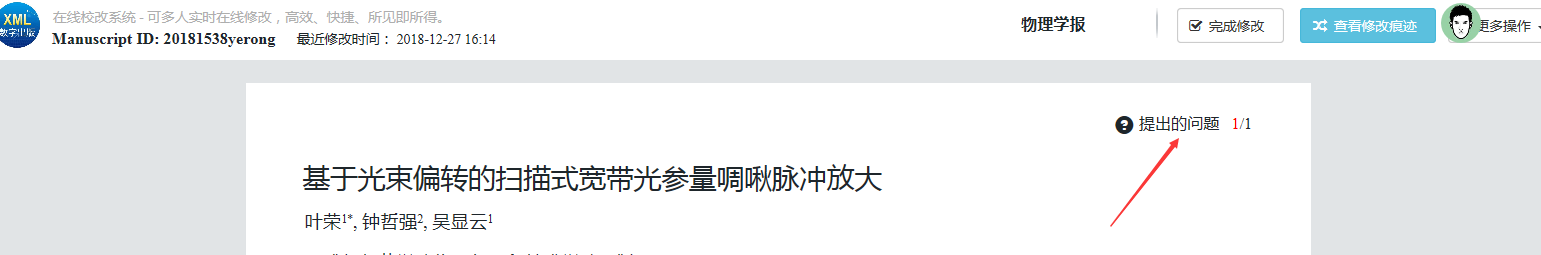 XML
数字出版
在线校改系统 - 可多人实时在线修改，高效、快捷、所见即所得。
Manuscript ID: 20181538yerong 最近修改时间： 2018-12-27 16:14
物理学报
完成修改
查看修改痕迹
更多操作
提出的问题 1/1
基于光束偏转的扫描式宽带光参量啁啾脉冲放大
叶荣1*, 钟哲强2, 吴显云1